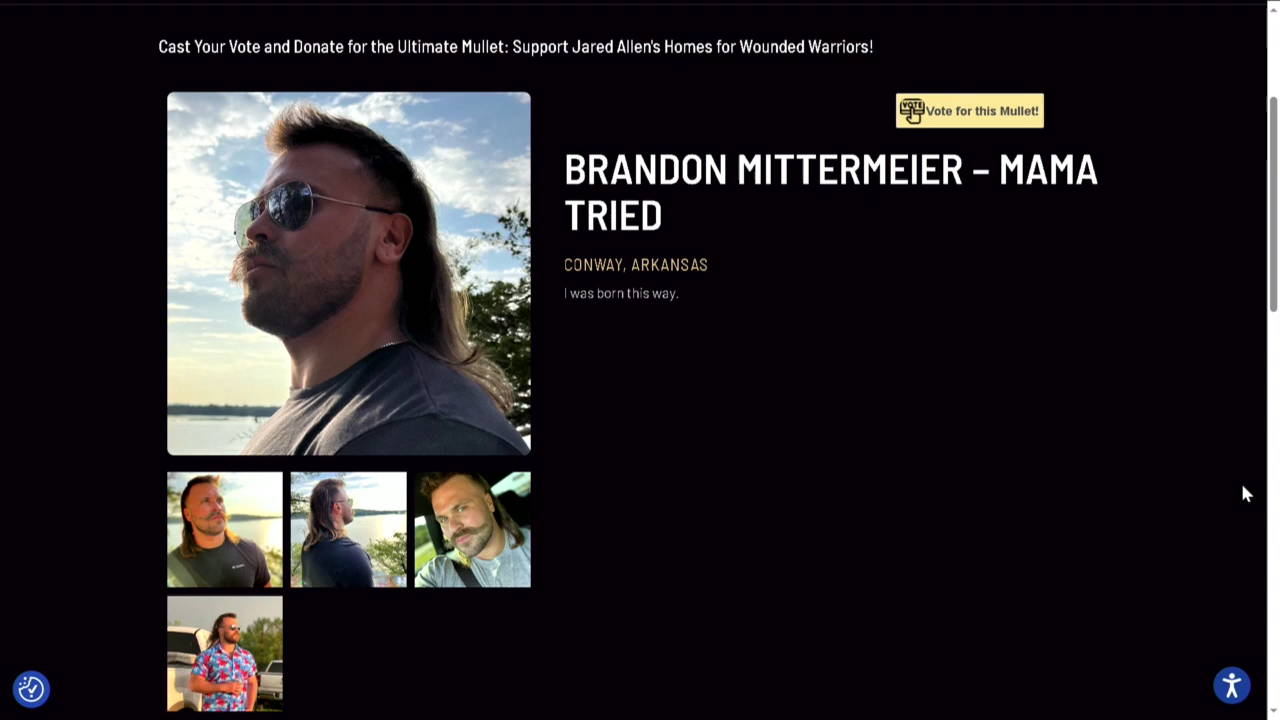 Cast Your Vote and Donate for the Ultimate Mullet: Support Jared Allen's Homes for Wounded Warriors!
VOTE
Vote for this Mullet!
BRANDON MITTERMEIER – MAMA
TRIED
CONWAY, ARKANSAS
I was born this way.